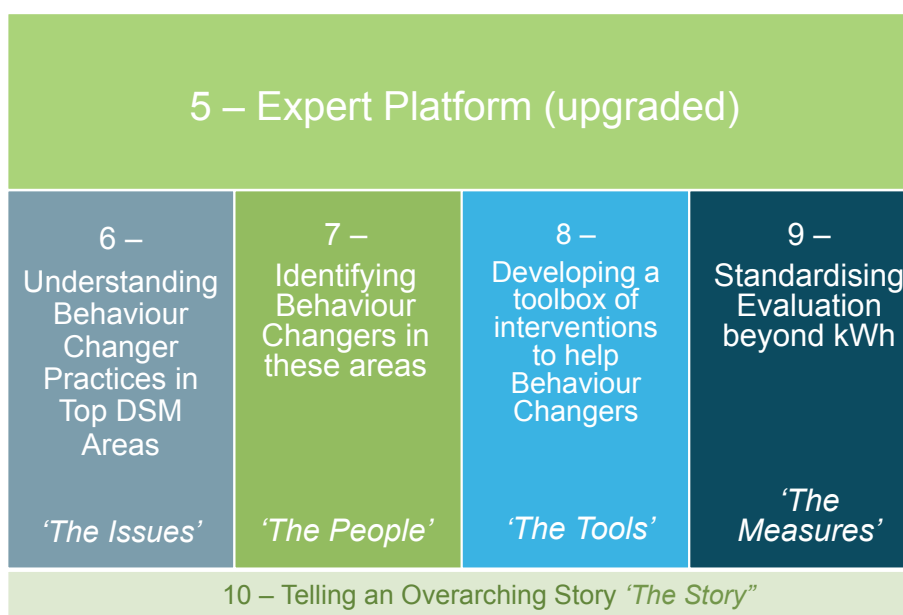 5 – Expert Platform (upgraded)
6 –
Understanding
Behaviour
Changer
Practices in
Top DSM
Areas
‘The Issues’
7 –
Identifying
Behaviour
Changers in
these areas
‘The People’
8 –
Developing a
toolbox of
interventions
to help
Behaviour
Changers
‘The Tools’
9 –
Standardising
Evaluation
beyond kWh
‘The
Measures’
10 – Telling an Overarching Story ‘The Story”